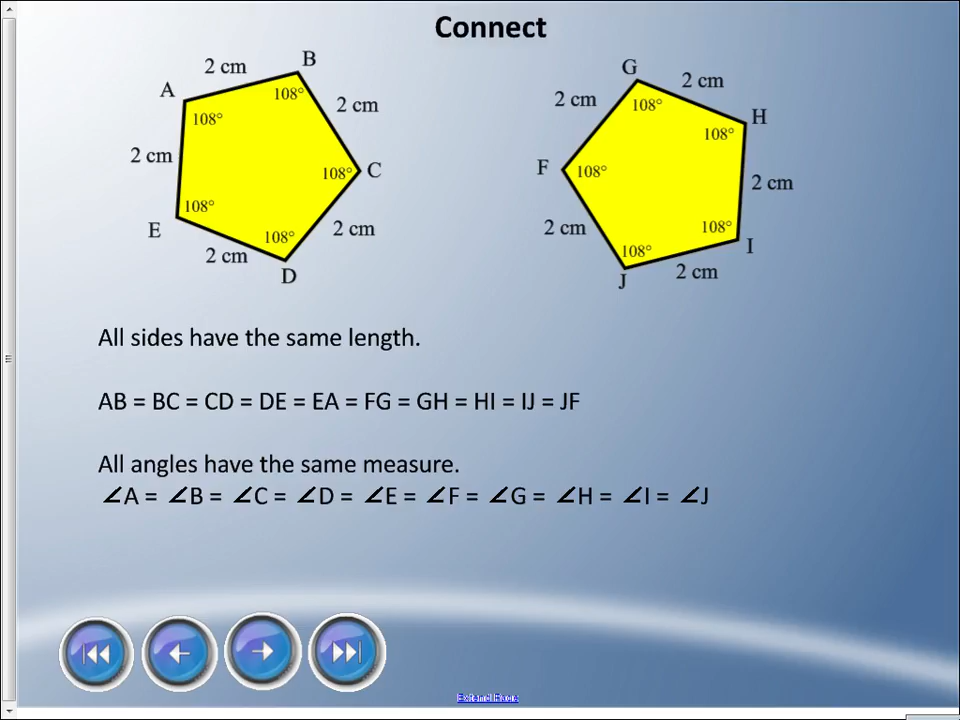 Connect
2 cm
B
A
108°
2 cm
108°
2 cm
108°
C
108°
E
108°
2 cm
2 cm
D
G
2 cm
2 cm
108°
H
108°
F
108°
2 cm
2 cm
108°
108°
I
2 cm
J
All sides have the same length.
AB = BC = CD = DE = EA = FG = GH = HI = IJ = JF
All angles have the same measure.
∠A = ∠B = ∠C = ∠D = ∠E = ∠F = ∠G = ∠H = ∠I = ∠J
Extend Page